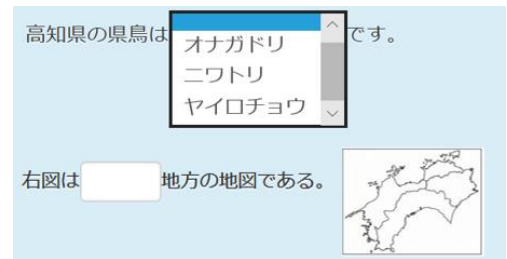 高知県の県鳥は です。
オナガドリ
ニワトリ
ヤイロチョウ
右図は 地方の地図である。